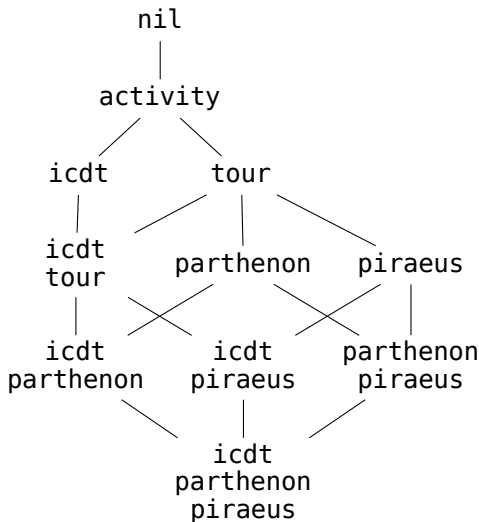 nil
activity
icdt
tour
icdt
tour
parthenon
piraeus
icdt
parthenon
icdt
piraeus
parthenon
piraeus
icdt
parthenon
piraeus